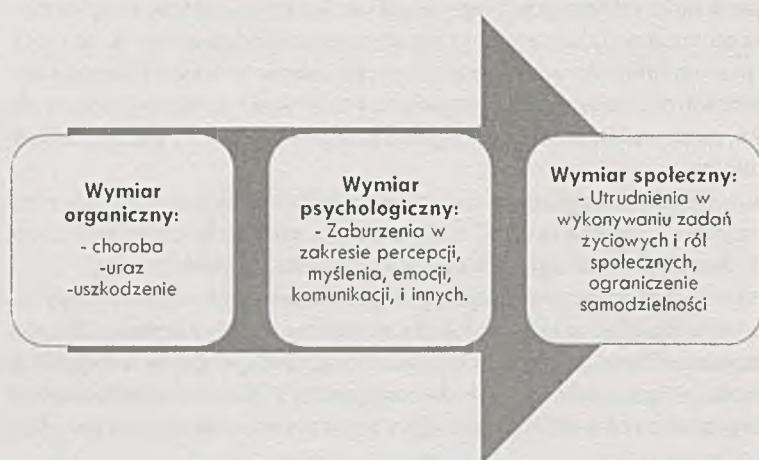 Wymiar
organiczny:
- choroba
-uraz
-uszkodzenie
Wymiar
psychologiczny:
- Zaburzenia w
zakresie percepcji,
myślenia, emocji,
komunikacji, i innych.
Wymiar społeczny:
- Utrudnienia w
wykonywaniu zadań
życiowych i ról
społecznych,
ograniczenie
samodzielności